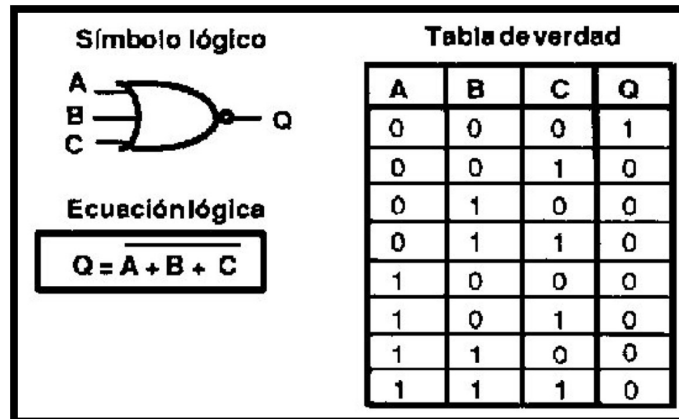 Símbolo lógico
A
B
C
Q
Ecuación lógica
Q = A + B + C
Tabla de verdad
A B C Q
0 0 0 1
0 0 1 0
0 1 0 0
0 1 1 0
1 0 0 0
1 0 1 0
1 1 0 0
1 1 1 0